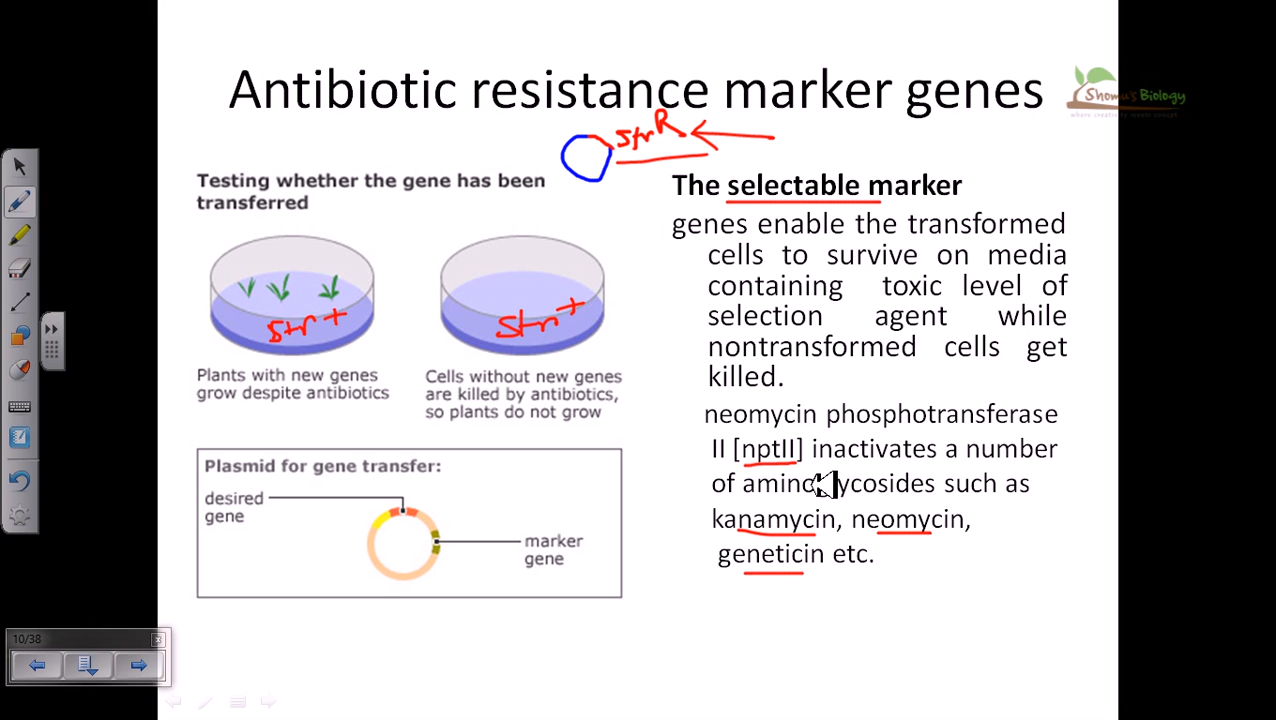 Antibiotic resistance marker genes
Shomu's Biology
StrR
Testing whether the gene has been
transferred
Str +
Str +
Plants with new genes
grow despite antibiotics
Cells without new genes
are killed by antibiotics,
so plants do not grow
Plasmid for gene transfer:
desired
gene
marker
gene
The selectable marker
genes enable the transformed
cells to survive on media
containing toxic level of
selection agent while
nontransformed cells get
killed.
neomycin phosphotransferase
II [nptII] inactivates a number
of aminoglycosides such as
kanamycin, neomycin,
geneticin etc.
10/38